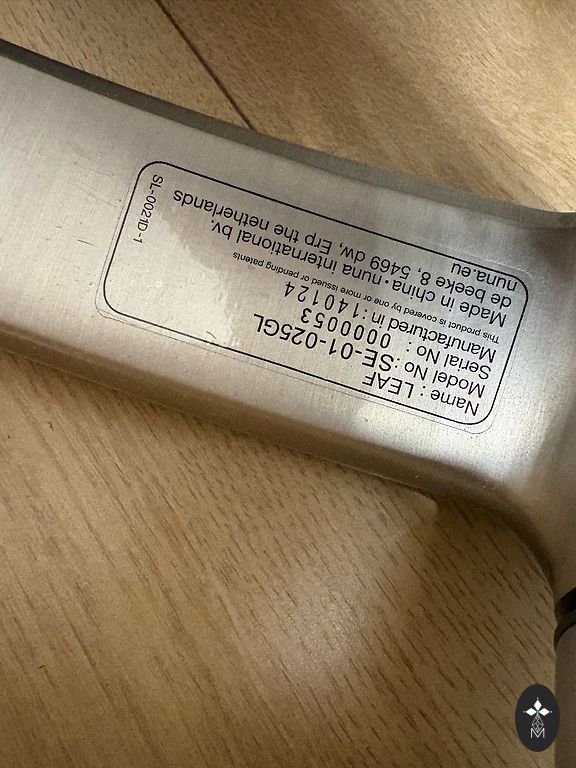 Name : LEAF
Model No : SE-01-025GL
Serial No : 0000053
Manufactured in : 140124
This product is covered by one or more issued or pending patents
Made in china • nuna international bv.
de beeke 8, 5469 dw, Erp the netherlands
nuna.eu
SL-0021D-1
M